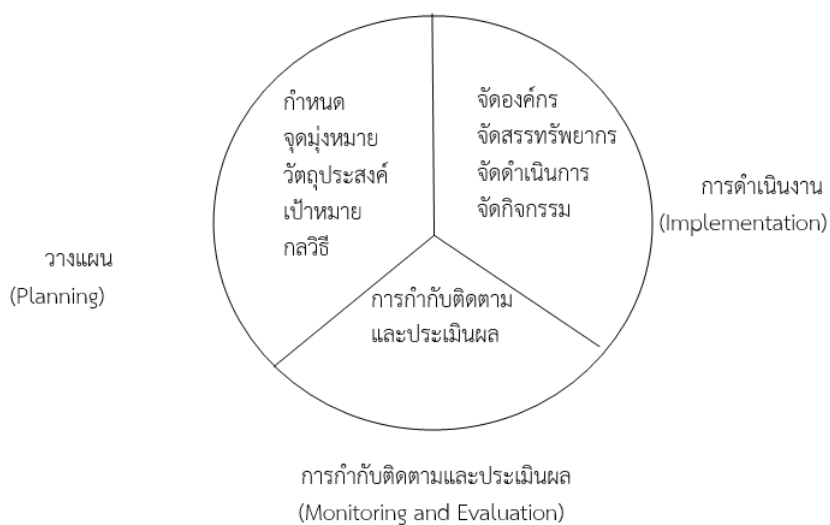 กำหนด
จุดมุ่งหมาย
วัตถุประสงค์
เป้าหมาย
กลวิธี
จัดองค์กร
จัดสรรทรัพยากร
จัดดำเนินการ
จัดกิจกรรม
การดำเนินงาน
(Implementation)
วางแผน
(Planning)
การกำกับติดตาม
และประเมินผล
การกำกับติดตามและประเมินผล
(Monitoring and Evaluation)